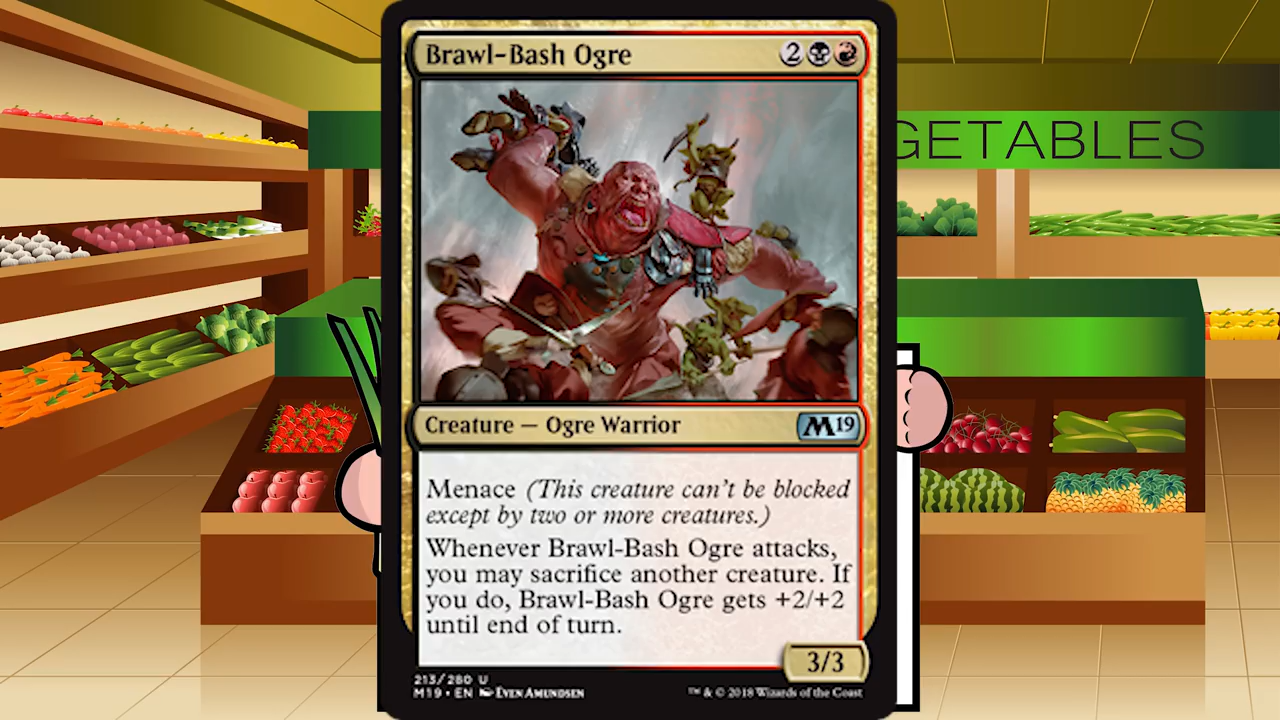 Brawl-Bash Ogre 2
GETABLES
Creature — Ogre Warrior M19
Menace (This creature can't be blocked
except by two or more creatures.)
Whenever Brawl-Bash Ogre attacks,
you may sacrifice another creature. If
you do, Brawl-Bash Ogre gets +2/+2
until end of turn.
3/3
213/280 U
M19 • EN Even Amundsen
™ & © 2018 Wizards of the Coast